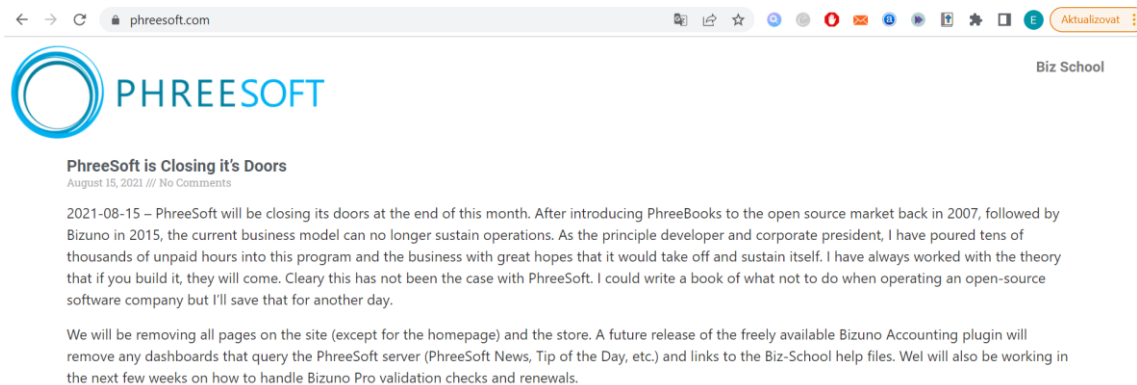 phreesoft.com
E
Aktualizovat
PHREESOFT
Biz School
PhreeSoft is Closing it's Doors
August 15, 2021 /// No Comments
2021-08-15 – PhreeSoft will be closing its doors at the end of this month. After introducing PhreeBooks to the open source market back in 2007, followed by
Bizuno in 2015, the current business model can no longer sustain operations. As the principle developer and corporate president, I have poured tens of
thousands of unpaid hours into this program and the business with great hopes that it would take off and sustain itself. I have always worked with the theory
that if you build it, they will come. Cleary this has not been the case with PhreeSoft. I could write a book of what not to do when operating an open-source
software company but I'll save that for another day.
We will be removing all pages on the site (except for the homepage) and the store. A future release of the freely available Bizuno Accounting plugin will
remove any dashboards that query the PhreeSoft server (PhreeSoft News, Tip of the Day, etc.) and links to the Biz-School help files. Wel will also be working in
the next few weeks on how to handle Bizuno Pro validation checks and renewals.